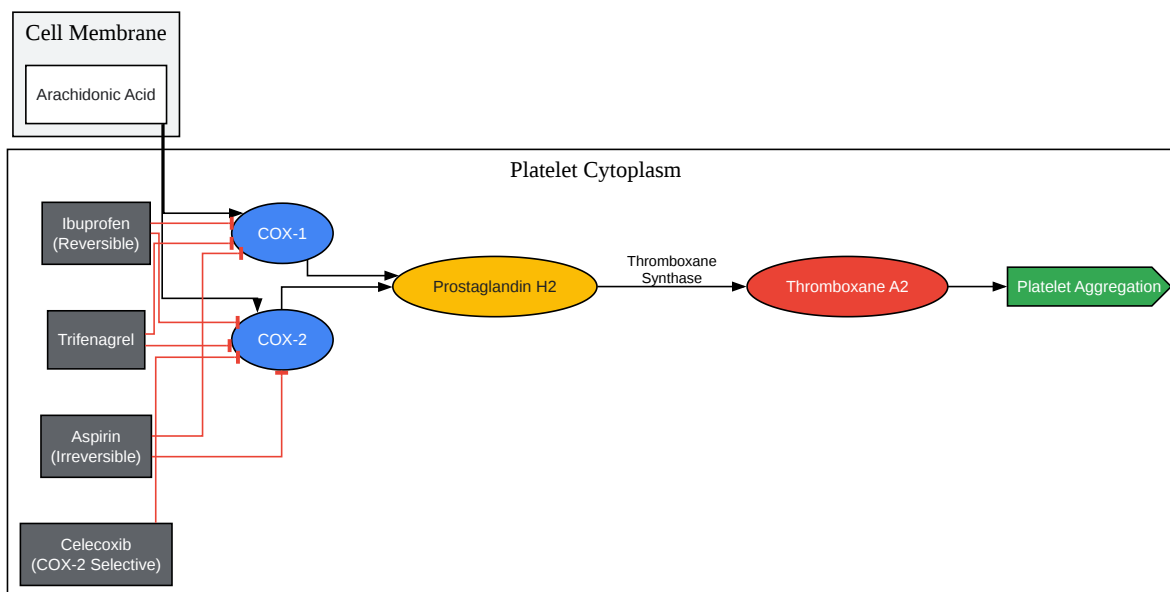 Cell Membrane
Arachidonic Acid
Platelet Cytoplasm
Ibuprofen
(Reversible)
COX-1
Thromboxane
Synthase
Prostaglandin H2
Thromboxane A2
Platelet Aggregation
Trifenagrel
COX-2
Aspirin
(Irreversible)
Celecoxib
(COX-2 Selective)